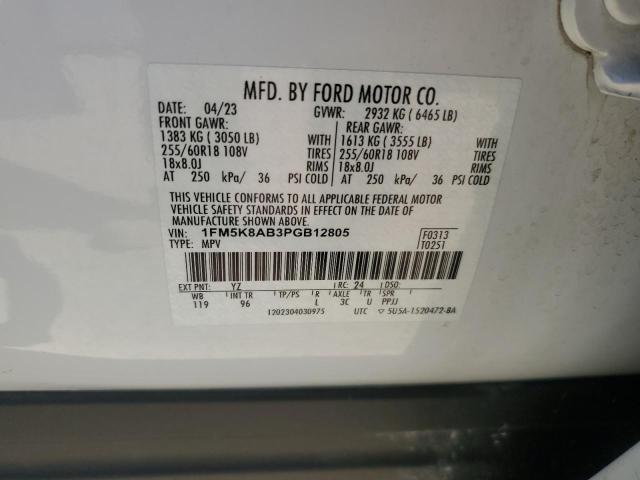 MFD. BY FORD MOTOR CO.
DATE: 04/23 GVWR: 2932 KG ( 6465 LB)
FRONT GAWR: REAR GAWR:
1383 KG ( 3050 LB) 1613 KG ( 3555 LB)
255/60R18 108V TIRES 255/60R18 108V TIRES
18x8.0J RIMS 18x8.0J RIMS
AT 250 kPa/ 36 PSI COLD AT 250 kPa/ 36 PSI COLD
THIS VEHICLE CONFORMS TO ALL APPLICABLE FEDERAL MOTOR
VEHICLE SAFETY STANDARDS IN EFFECT ON THE DATE OF
MANUFACTURE SHOWN ABOVE.
VIN: 1FM5K8AB3PGB12805 F0313
TYPE: MPV T0251
EXT PNT: YZ RC: 24 DSO:
WB INT TR TP/PS R AXLE TR SPR
119 96 L 3C U PPJJ
1202304030975 UTC 5U5A-1520472-BA